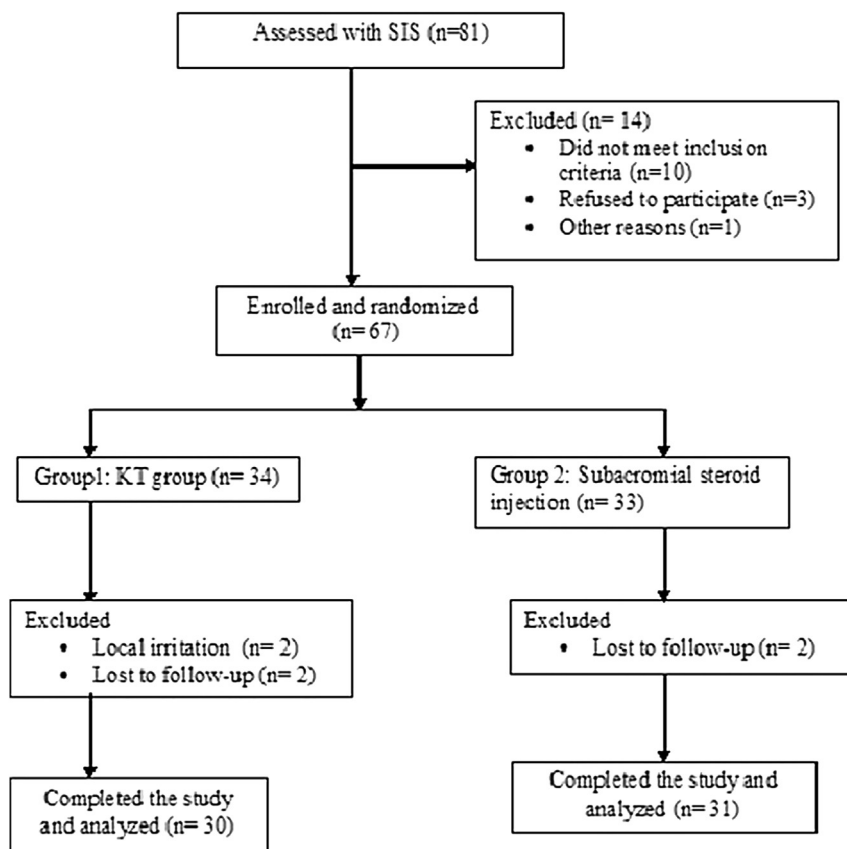 Assessed with SIS (n=81)
Excluded (n= 14)
• Did not meet inclusion
criteria (n=10)
• Refused to participate (n=3)
• Other reasons (n=1)
Enrolled and randomized
(n= 67)
Group1: KT group (n= 34)
Group 2: Subacromial steroid
injection (n= 33)
Excluded
• Local irritation (n= 2)
• Lost to follow-up (n= 2)
Excluded
• Lost to follow-up (n= 2)
Completed the study
and analyzed (n= 30)
Completed the study and
analyzed (n= 31)